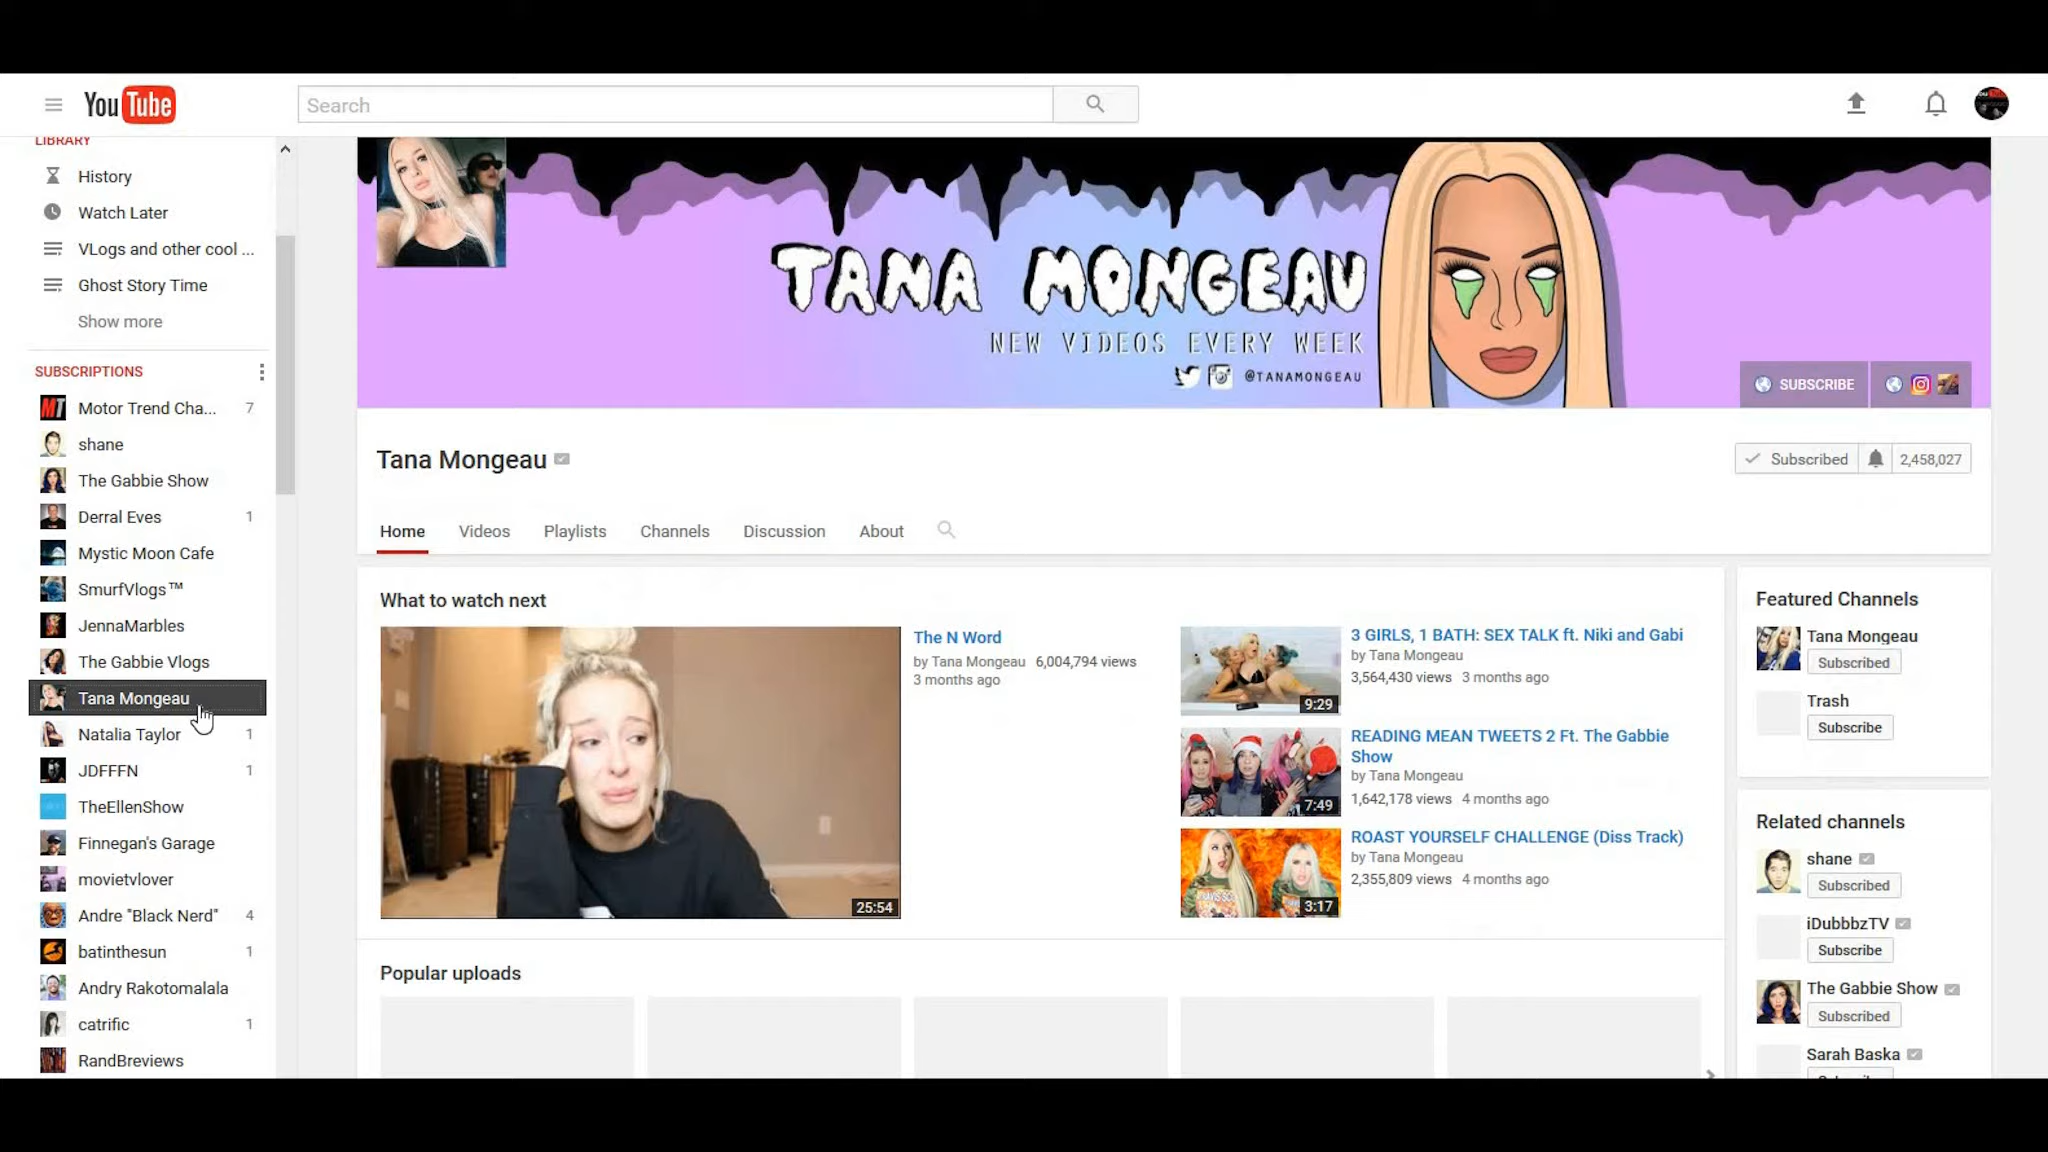 YouTube
Search
LIBRARY
History
Watch Later
VLogs and other cool ...
Ghost Story Time
Show more
SUBSCRIPTIONS
Motor Trend Cha... 7
shane
The Gabbie Show
Derral Eves 1
Mystic Moon Cafe
SmurfVlogs™
JennaMarbles
The Gabbie Vlogs
Tana Mongeau
Natalia Taylor 1
JDFFFN 1
TheEllenShow
Finnegan's Garage
movietvlover
Andre "Black Nerd" 4
batinthesun 1
Andry Rakotomalala
catrific 1
RandBreviews
TANA MONGEAU
NEW VIDEOS EVERY WEEK
@TANAMONGEAU
SUBSCRIBE
Tana Mongeau
Subscribed 2,458,027
Home Videos Playlists Channels Discussion About
What to watch next
25:54
The N Word
by Tana Mongeau 6,004,794 views
3 months ago
9:29
3 GIRLS, 1 BATH: SEX TALK ft. Niki and Gabi
by Tana Mongeau
3,564,430 views 3 months ago
7:49
READING MEAN TWEETS 2 Ft. The Gabbie
Show
by Tana Mongeau
1,642,178 views 4 months ago
3:17
ROAST YOURSELF CHALLENGE (Diss Track)
by Tana Mongeau
2,355,809 views 4 months ago
Popular uploads
Featured Channels
Tana Mongeau
Subscribed
Trash
Subscribe
Related channels
shane
Subscribed
iDubbbzTV
Subscribe
The Gabbie Show
Subscribed
Sarah Baska